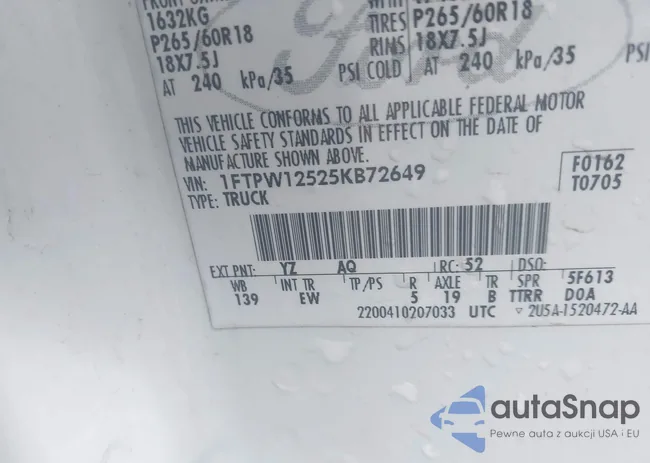 1632KG
P265/60R18
18X7.5J
AT 240 kPa/35 PSI COLD
TIRES P265/60R18
RIMS 18X7.5J
AT 240 kPa/35 PSI
Ford
THIS VEHICLE CONFORMS TO ALL APPLICABLE FEDERAL MOTOR
VEHICLE SAFETY STANDARDS IN EFFECT ON THE DATE OF
MANUFACTURE SHOWN ABOVE.
VIN: 1FTPW12525KB72649
TYPE: TRUCK
F0162
T0705
EXT PNT: YZ AQ RC: 52 DSO:
WB INT TR TP/PS R AXLE TR SPR 5F613
139 EW 5 19 B TTRR DOA
2200410207033 UTC ▽ 2U5A-1520472-AA
autaSnap
Pewne auta z aukcji USA i EU